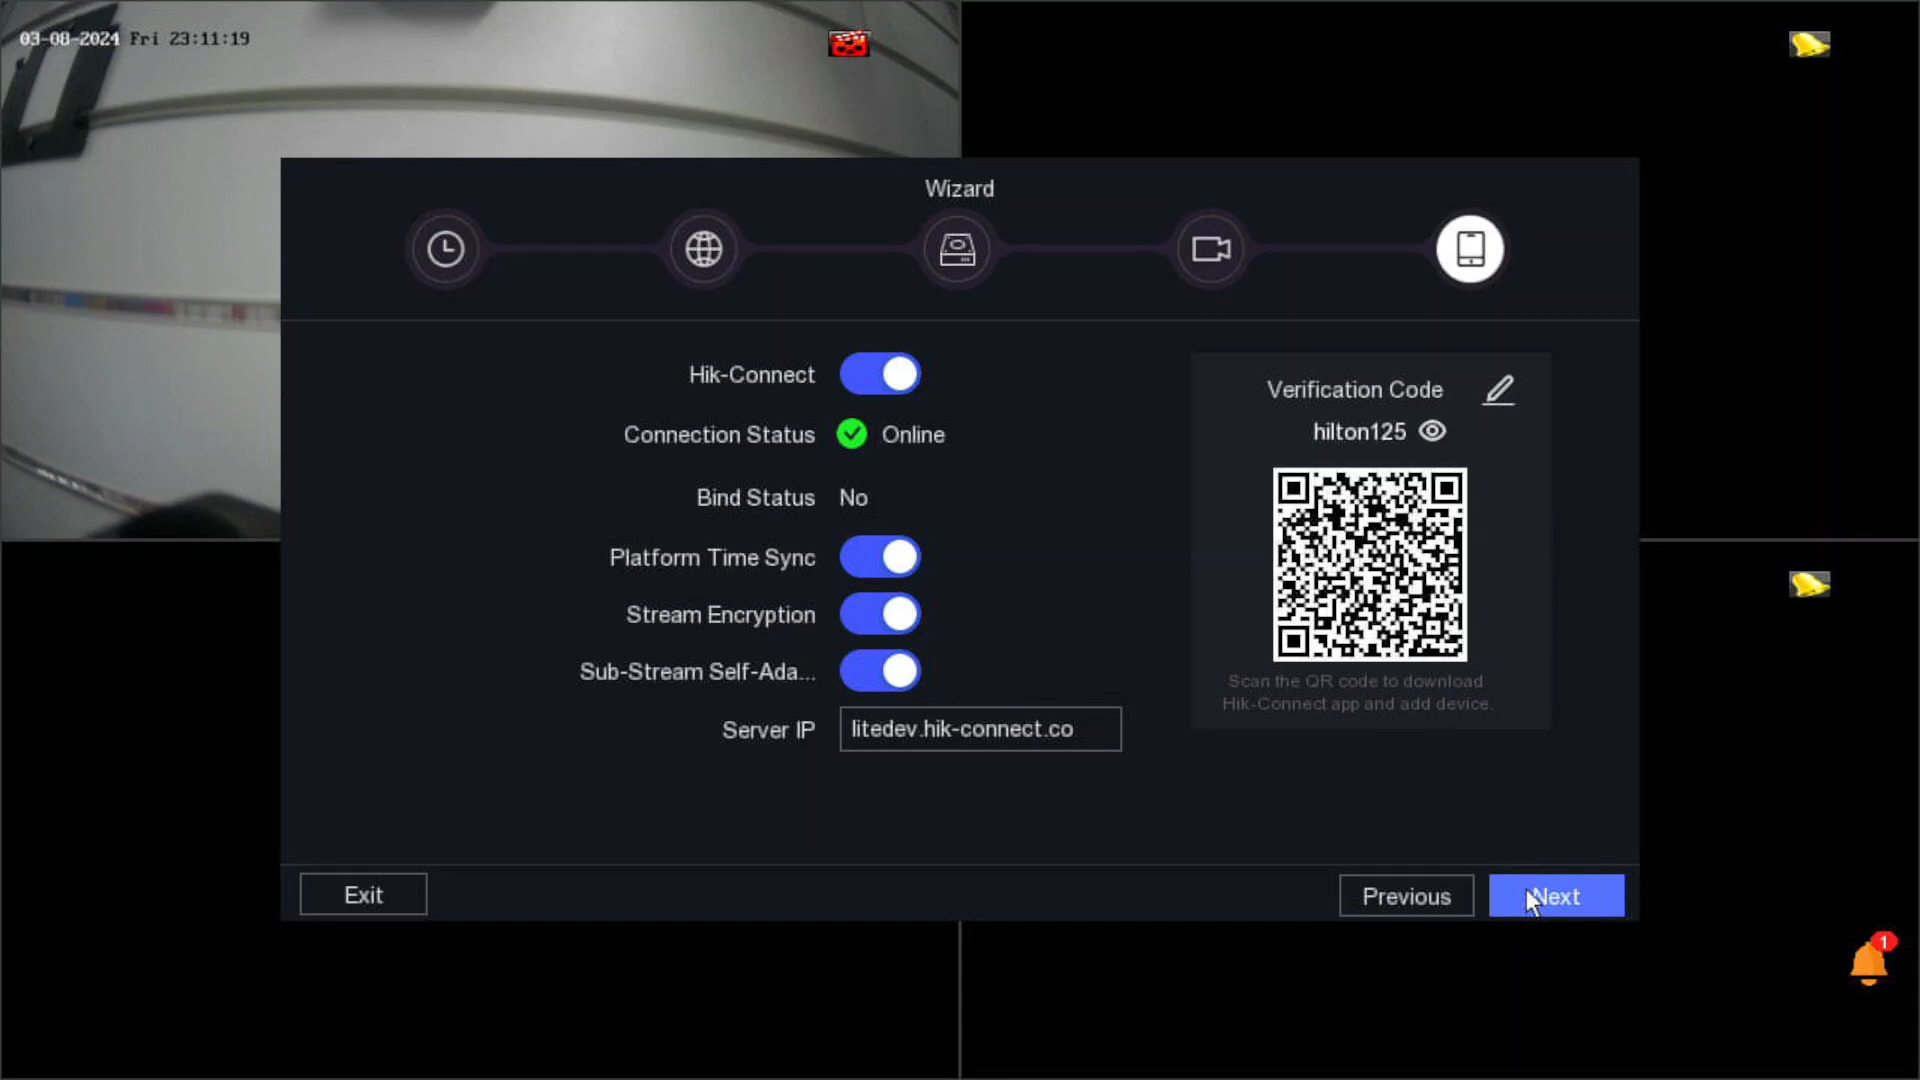 03-08-2024 Fri 23:11:19
Wizard
Hik-Connect
Connection Status Online
Bind Status No
Platform Time Sync
Stream Encryption
Sub-Stream Self-Ada...
Server IP litedev.hik-connect.co
Verification Code
hilton125
Scan the QR code to download
Hik-Connect app and add device.
Exit
Previous
Next
1